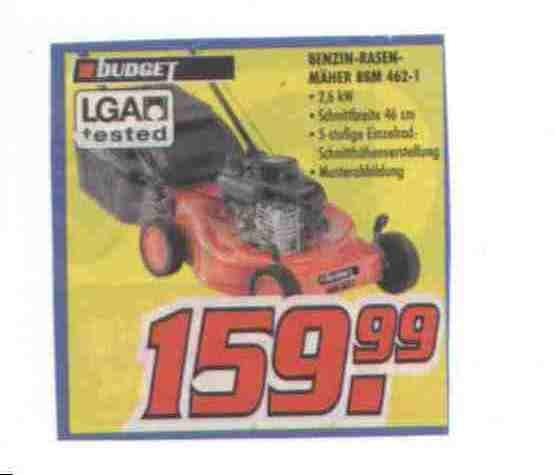 BUDGET
LGA
tested
BENZIN-RASEN-
MÄHER BBM 462-1
• 2,6 kW
• Schnittbreite 46 cm
• 5-stufige Einzelrad-
Schnitthöhenverstellung
• Musterabbildung
BUDGET
159.99